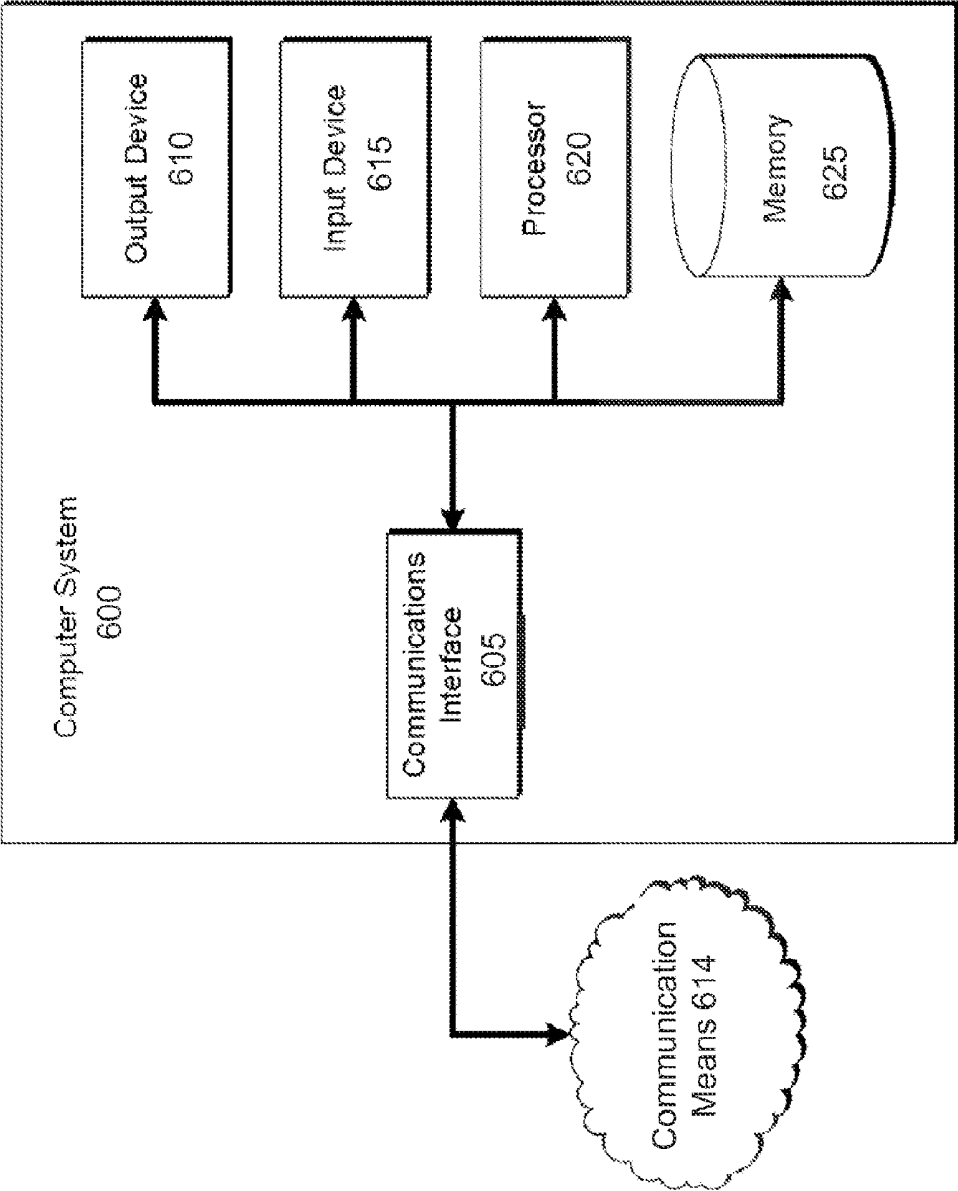 Computer System
600
Output Device
610
Input Device
615
Processor
620
Memory
625
Communications
Interface
605
Communication
Means 614